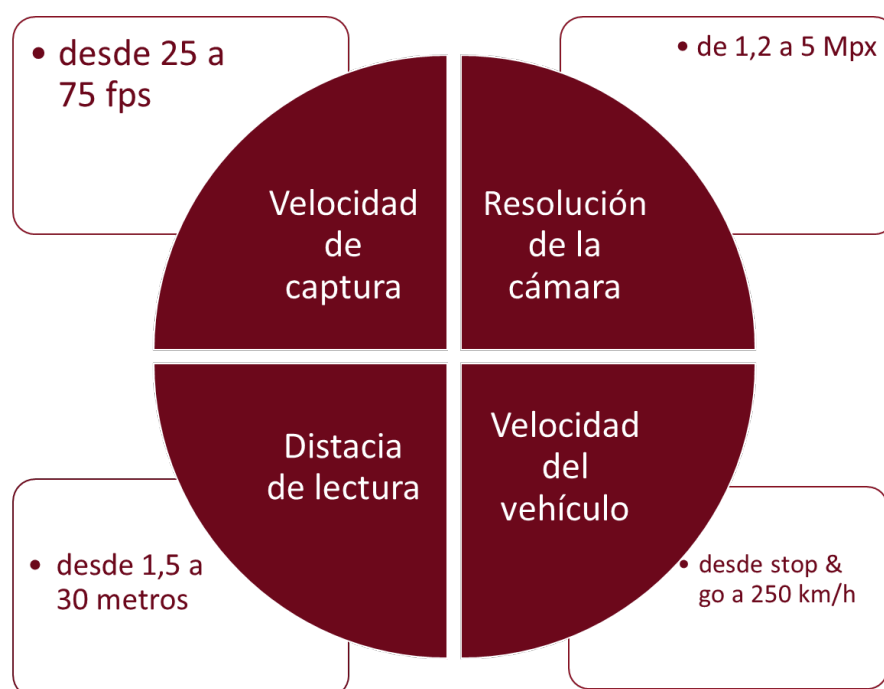 • desde 25 a
75 fps
• de 1,2 a 5 Mpx
Velocidad
de
captura
Resolución
de la
cámara
Distacia
de lectura
Velocidad
del
vehículo
• desde 1,5 a
30 metros
• desde stop &
go a 250 km/h